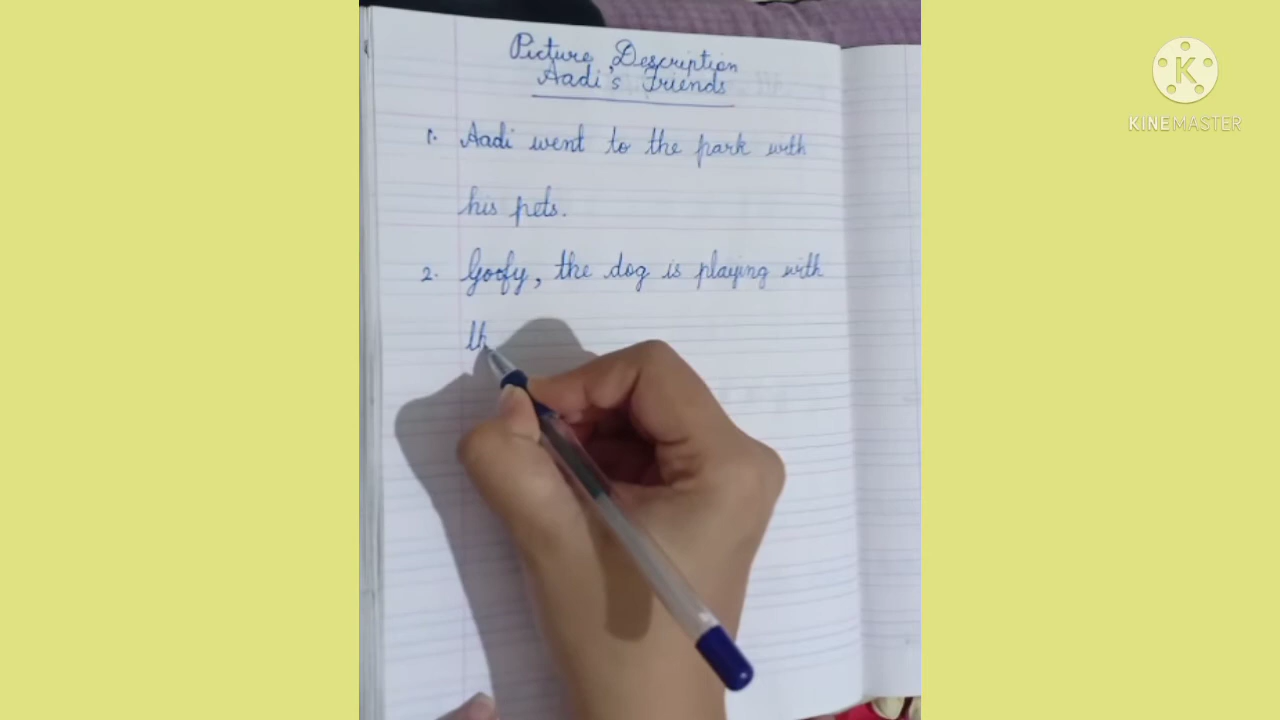 Picture Description
Aadi's Friends
1. Aadi went to the park with
his pets.
2. Goofy, the dog is playing with
th
KINEMASTER